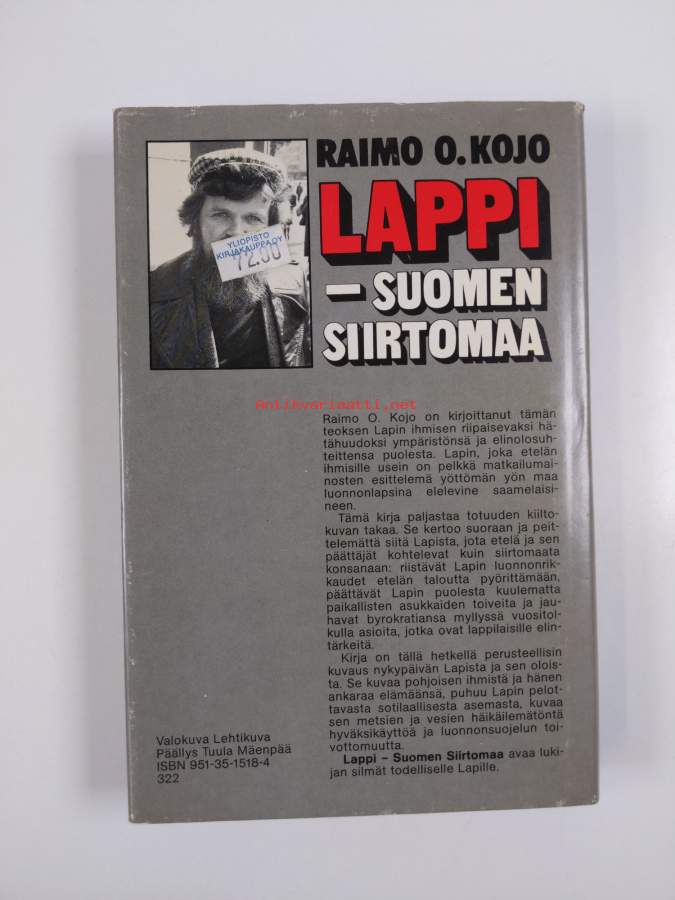 RAIMO O. KOJO
LAPPI
– SUOMEN
SIIRTOMAA
YLIOPISTO
KIRJAKAUPPA OY
72.00
Antikvariaatti.net
Raimo O. Kojo on kirjoittanut tämän
teoksen Lapin ihmisen riipaisevaksi hä-
tähuudoksi ympäristönsä ja elinolosuh-
teittensa puolesta. Lapin, joka etelän
ihmisille usein on pelkkä matkailumai-
nosten esittelemä yöttömän yön maa
luonnonlapsina elelevine saamelaisi-
neen.
Tämä kirja paljastaa totuuden kiilto-
kuvan takaa. Se kertoo suoraan ja peit-
telemättä siitä Lapista, jota etelä ja sen
päättäjät kohtelevat kuin siirtomaata
konsanaan: riistävät Lapin luonnonrik-
kaudet etelän taloutta pyörittämään,
päättävät Lapin puolesta kuulematta
paikallisten asukkaiden toiveita ja jau-
havat byrokratiansa myllyssä vuositol-
kulla asioita, jotka ovat lappilaisille elin-
tärkeitä.
Kirja on tällä hetkellä perusteellisin
kuvaus nykypäivän Lapista ja sen olois-
ta. Se kuvaa pohjoisen ihmistä ja hänen
ankaraa elämäänsä, puhuu Lapin pelot-
tavasta sotilaallisesta asemasta, kuvaa
sen metsien ja vesien häikäilemätöntä
hyväksikäyttöä ja luonnonsuojelun toi-
vottomuutta.
Lappi – Suomen Siirtomaa avaa luki-
jan silmät todelliselle Lapille.
Valokuva Lehtikuva
Päällys Tuula Mäenpää
ISBN 951-35-1518-4
322